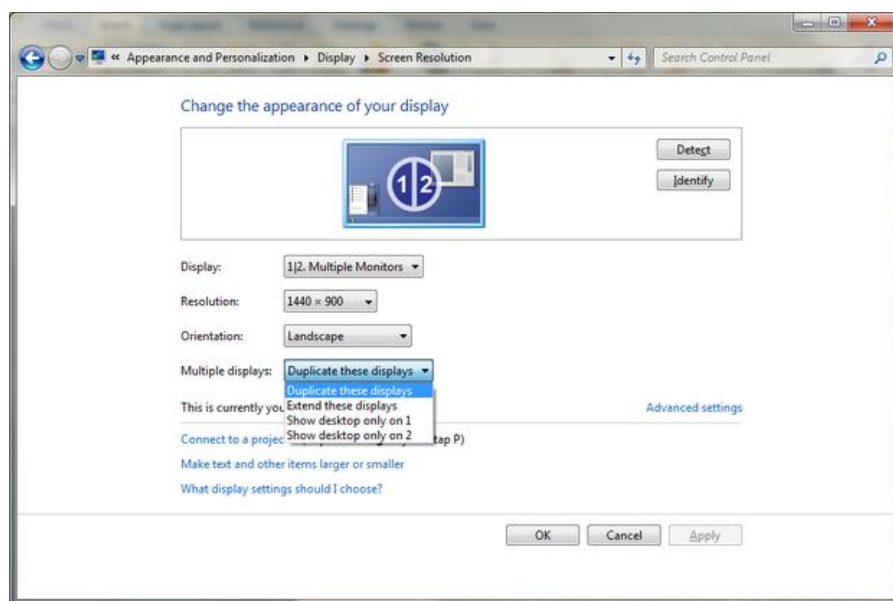 « Appearance and Personalization ▸ Display ▸ Screen Resolution
Search Control Panel
Change the appearance of your display
1|2
Detect
Identify
Display: 1|2. Multiple Monitors
Resolution: 1440 × 900
Orientation: Landscape
Multiple displays: Duplicate these displays
Duplicate these displays
This is currently you Extend these displays
Advanced settings
Show desktop only on 1
Connect to a projec Show desktop only on 2 tap P)
Make text and other items larger or smaller
What display settings should I choose?
OK Cancel Apply